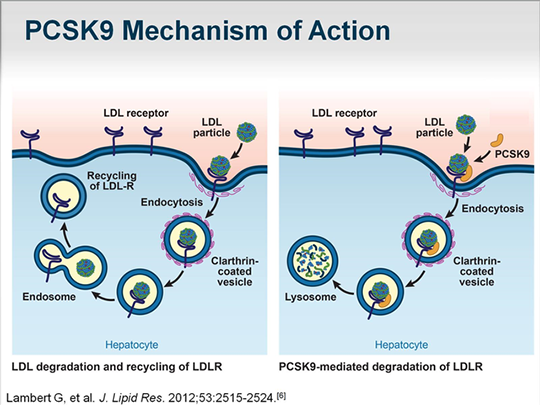 PCSK9 Mechanism of Action
LDL receptor
LDL
particle
Recycling
of LDL-R
Endocytosis
Clarthrin-
coated
vesicle
Endosome
Hepatocyte
LDL degradation and recycling of LDLR
LDL receptor
LDL
particle
PCSK9
Endocytosis
Clarthrin-
coated
vesicle
Lysosome
Hepatocyte
PCSK9-mediated degradation of LDLR
Lambert G, et al. J. Lipid Res. 2012;53:2515-2524.[6]